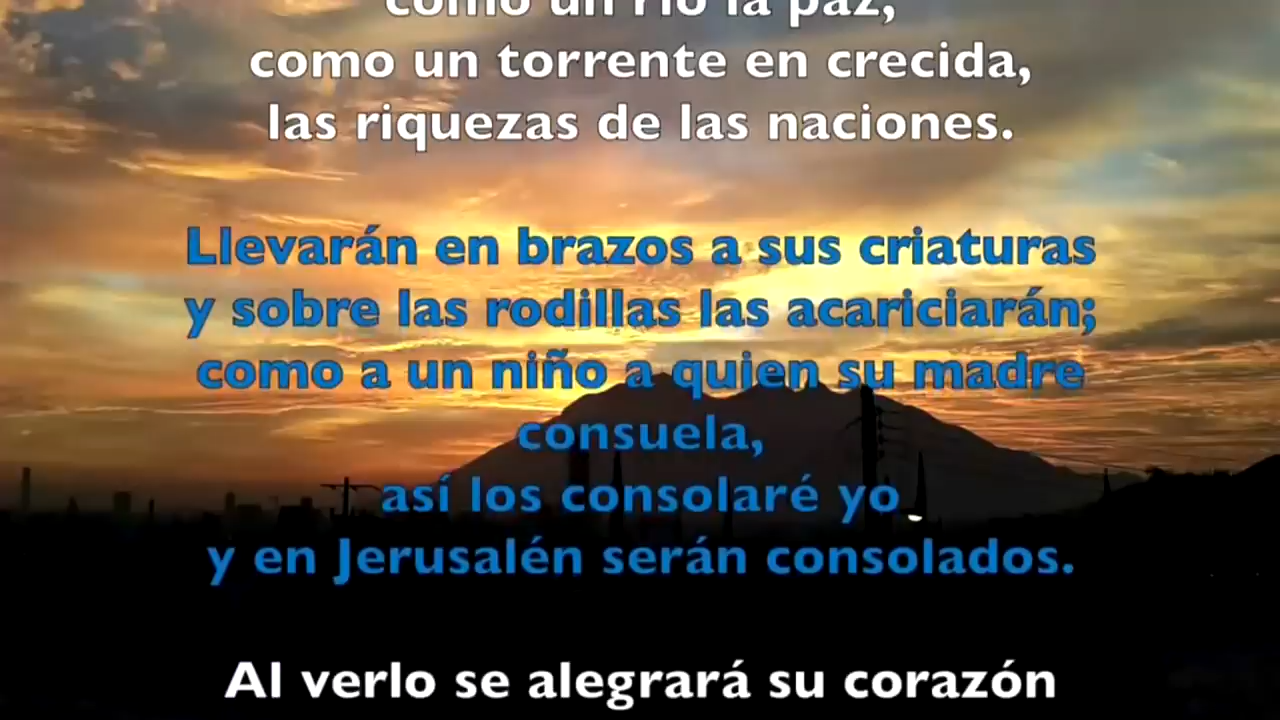 como un río la paz,
como un torrente en crecida,
las riquezas de las naciones.
Llevarán en brazos a sus criaturas
y sobre las rodillas las acariciarán;
como a un niño a quien su madre
consuela,
así los consolaré yo
y en Jerusalén serán consolados.
Al verlo se alegrará su corazón